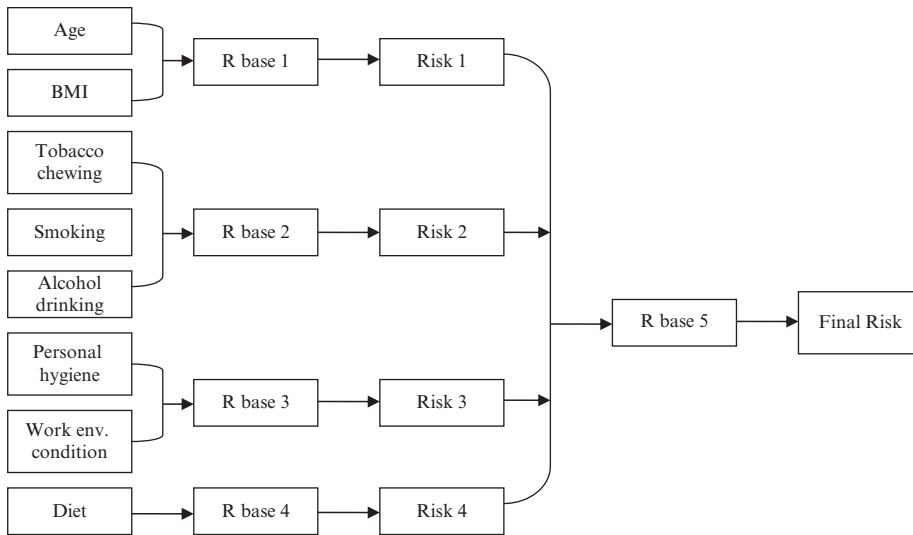 Age
R base 1
Risk 1
BMI
Tobacco
chewing
Smoking
R base 2
Risk 2
Alcohol
drinking
R base 5
Final Risk
Personal
hygiene
R base 3
Risk 3
Work env.
condition
Diet
R base 4
Risk 4